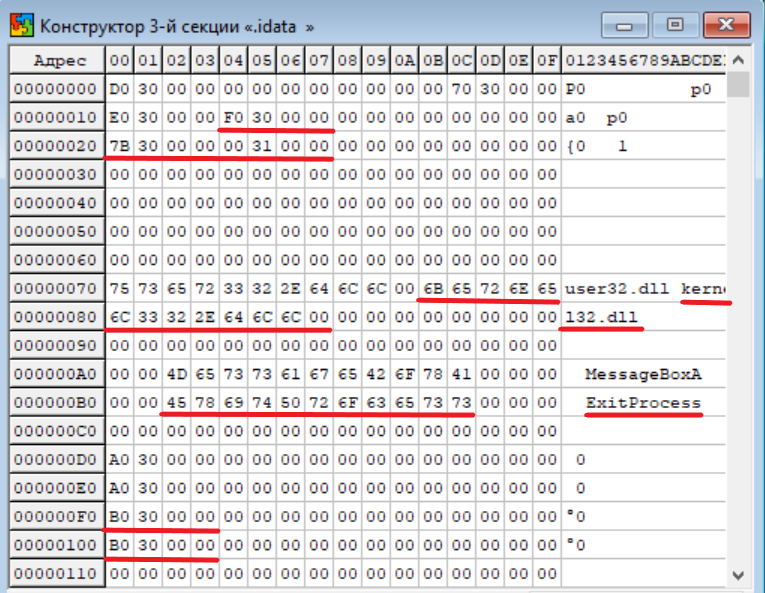 Конструктор 3-й секции «.idata »
Адрес 00 01 02 03 04 05 06 07 08 09 0A 0B 0C 0D 0E 0F 0123456789ABCDE
00000000 D0 30 00 00 00 00 00 00 00 00 00 00 70 30 00 00 P0 p0
00000010 E0 30 00 00 F0 30 00 00 00 00 00 00 00 00 00 00 a0 p0
00000020 7B 30 00 00 00 31 00 00 00 00 00 00 00 00 00 00 {0 1
00000030 00 00 00 00 00 00 00 00 00 00 00 00 00 00 00 00
00000040 00 00 00 00 00 00 00 00 00 00 00 00 00 00 00 00
00000050 00 00 00 00 00 00 00 00 00 00 00 00 00 00 00 00
00000060 00 00 00 00 00 00 00 00 00 00 00 00 00 00 00 00
00000070 75 73 65 72 33 32 2E 64 6C 6C 00 6B 65 72 6E 65 user32.dll kern
00000080 6C 33 32 2E 64 6C 6C 00 00 00 00 00 00 00 00 00 l32.dll
00000090 00 00 00 00 00 00 00 00 00 00 00 00 00 00 00 00
000000A0 00 00 4D 65 73 73 61 67 65 42 6F 78 41 00 00 00 MessageBoxA
000000B0 00 00 45 78 69 74 50 72 6F 63 65 73 73 00 00 00 ExitProcess
000000C0 00 00 00 00 00 00 00 00 00 00 00 00 00 00 00 00
000000D0 A0 30 00 00 00 00 00 00 00 00 00 00 00 00 00 00 0
000000E0 A0 30 00 00 00 00 00 00 00 00 00 00 00 00 00 00 0
000000F0 B0 30 00 00 00 00 00 00 00 00 00 00 00 00 00 00 °0
00000100 B0 30 00 00 00 00 00 00 00 00 00 00 00 00 00 00 °0
00000110 00 00 00 00 00 00 00 00 00 00 00 00 00 00 00 00